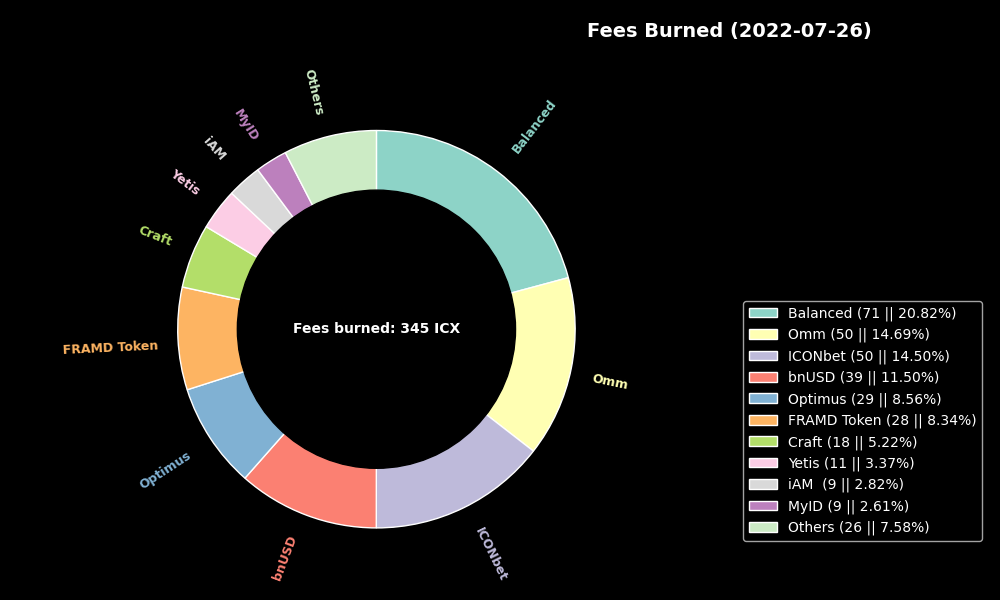 Fees Burned (2022-07-26)
Others
Balanced
MyID
iAM
Yetis
Craft
Fees burned: 345 ICX
FRAMD Token
Omm
Optimus
bnUSD
ICONbet
Balanced (71 || 20.82%)
Omm (50 || 14.69%)
ICONbet (50 || 14.50%)
bnUSD (39 || 11.50%)
Optimus (29 || 8.56%)
FRAMD Token (28 || 8.34%)
Craft (18 || 5.22%)
Yetis (11 || 3.37%)
iAM  (9 || 2.82%)
MyID (9 || 2.61%)
Others (26 || 7.58%)